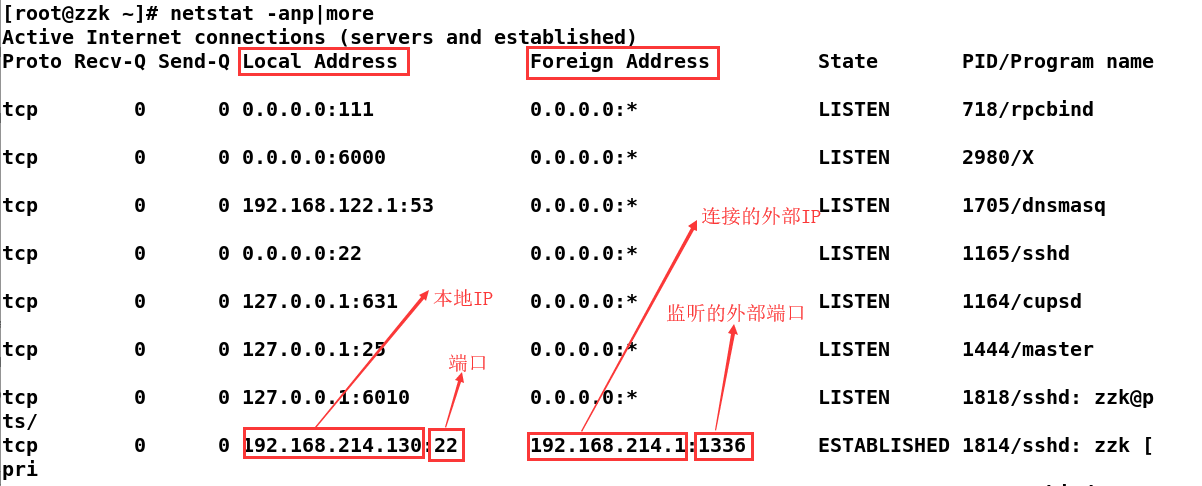 [root@zzk ~]# netstat -anp|more
Active Internet connections (servers and established)
Proto Recv-Q Send-Q Local Address Foreign Address State PID/Program name
tcp 0 0 0.0.0.0:111 0.0.0.0:* LISTEN 718/rpcbind
tcp 0 0 0.0.0.0:6000 0.0.0.0:* LISTEN 2980/X
tcp 0 0 192.168.122.1:53 0.0.0.0:* LISTEN 1705/dnsmasq
连接的外部IP
tcp 0 0 0.0.0.0:22 0.0.0.0:* LISTEN 1165/sshd
tcp 0 0 127.0.0.1:631 0.0.0.0:* LISTEN 1164/cupsd
本地IP
监听的外部端口
tcp 0 0 127.0.0.1:25 0.0.0.0:* LISTEN 1444/master
端口
tcp 0 0 127.0.0.1:6010 0.0.0.0:* LISTEN 1818/sshd: zzk@p
ts/
tcp 0 0 192.168.214.130:22 192.168.214.1:1336 ESTABLISHED 1814/sshd: zzk [
pri